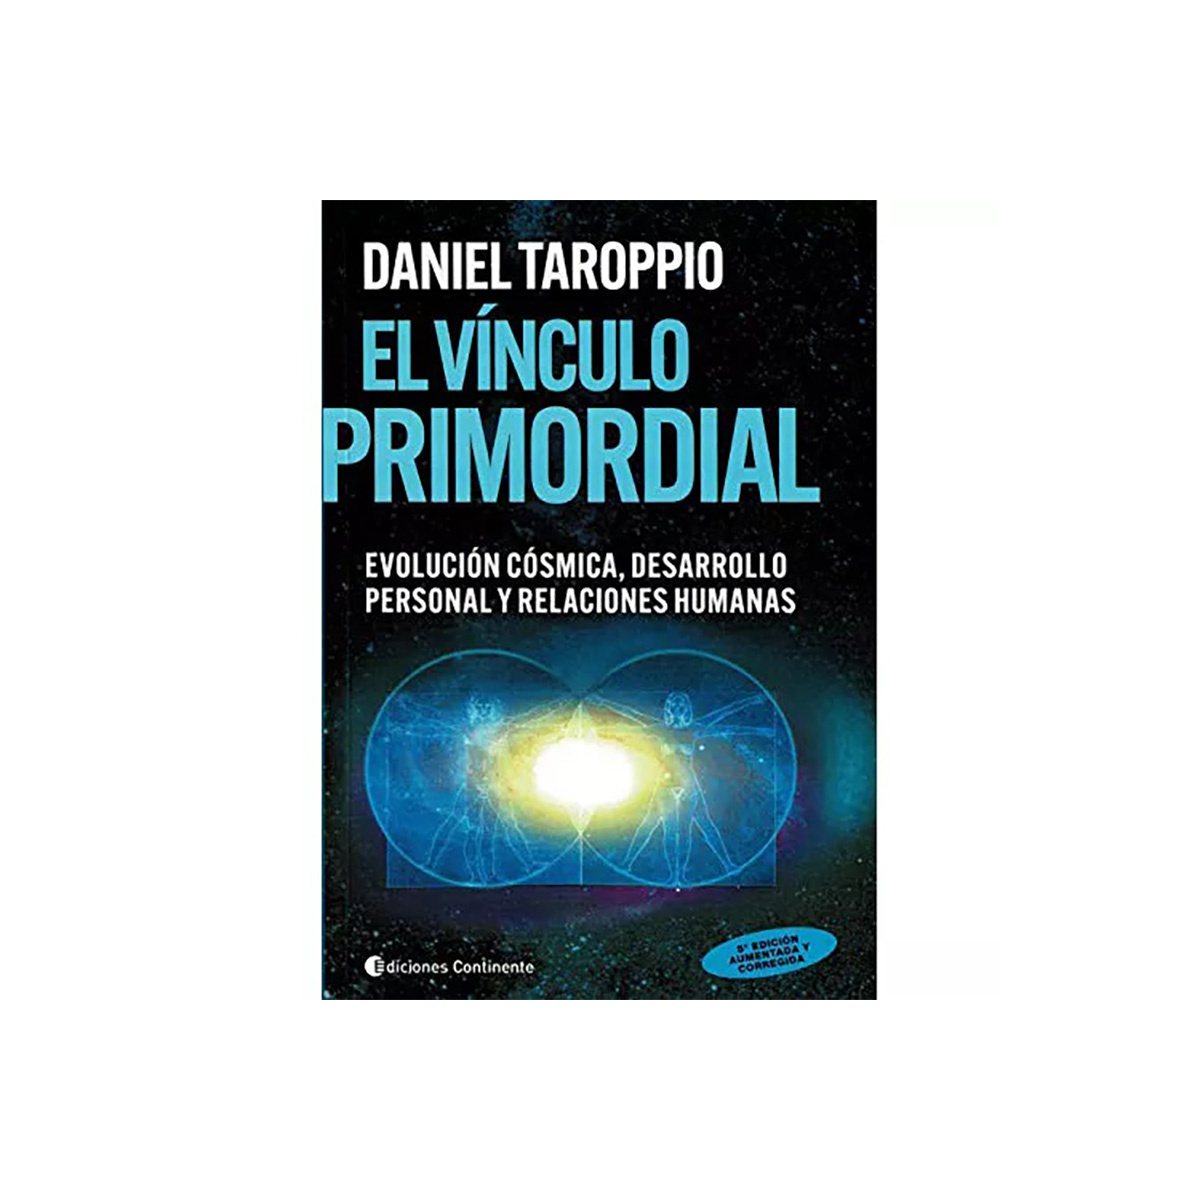 DANIEL TAROPPIO
EL VÍNCULO
PRIMORDIAL
EVOLUCIÓN CÓSMICA, DESARROLLO
PERSONAL Y RELACIONES HUMANAS
Ediciones Continente
5ª EDICIÓN
AUMENTADA Y
CORREGIDA